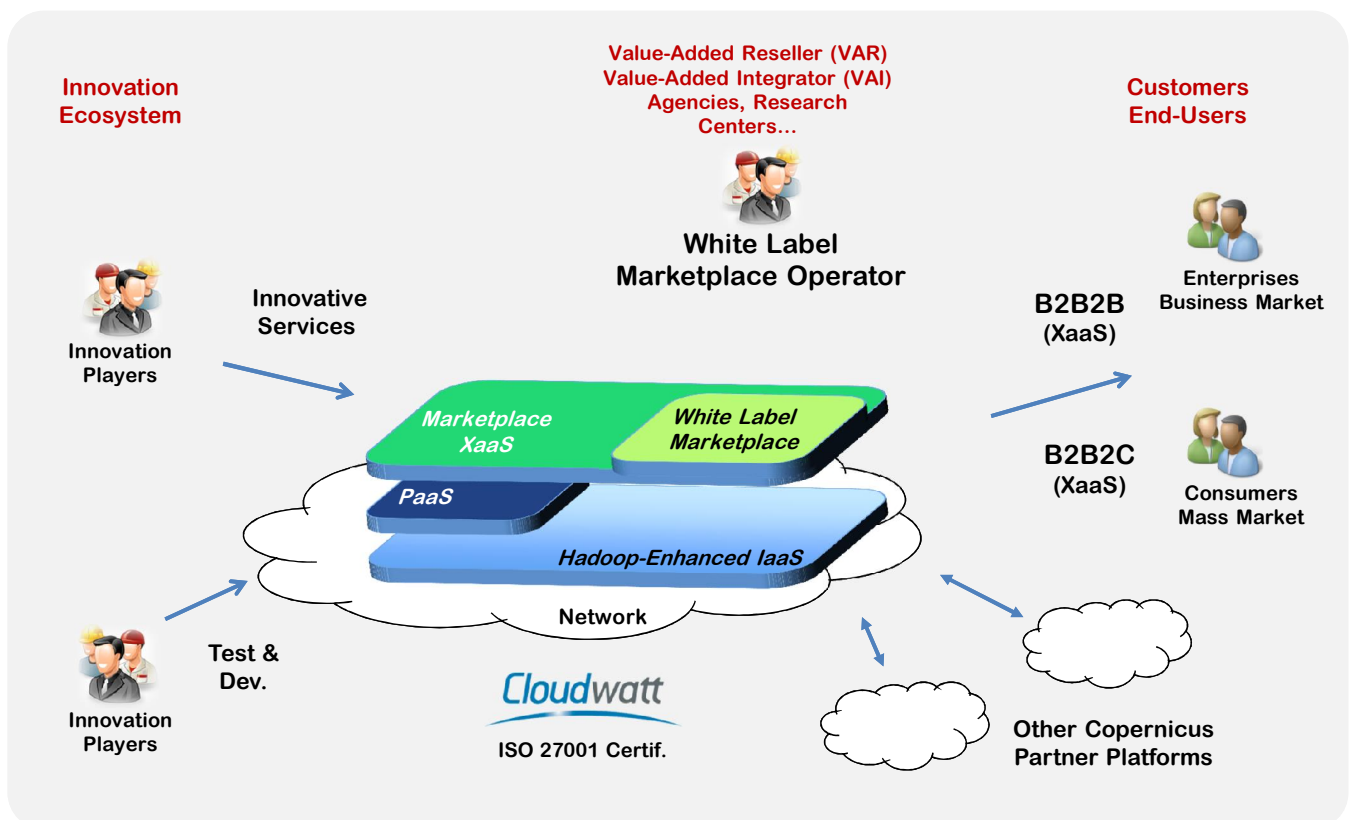 Innovation
Ecosystem
Value-Added Reseller (VAR)
Value-Added Integrator (VAI)
Agencies, Research
Centers…
Customers
End-Users
White Label
Marketplace Operator
Innovation
Players
Innovative
Services
Enterprises
Business Market
B2B2B
(XaaS)
Marketplace
XaaS
White Label
Marketplace
B2B2C
(XaaS)
Consumers
Mass Market
PaaS
Hadoop-Enhanced IaaS
Network
Innovation
Players
Test &
Dev.
Cloudwatt
ISO 27001 Certif.
Other Copernicus
Partner Platforms